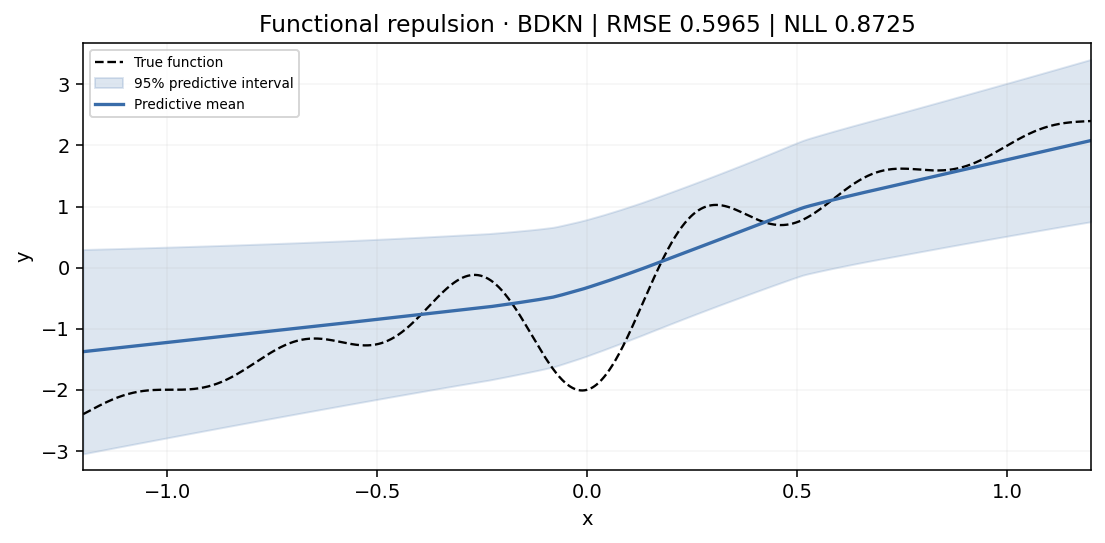 Functional repulsion · BDKN | RMSE 0.5965 | NLL 0.8725
True function
95% predictive interval
Predictive mean
y
3
2
1
0
−1
−2
−3
−1.0 −0.5 0.0 0.5 1.0
x